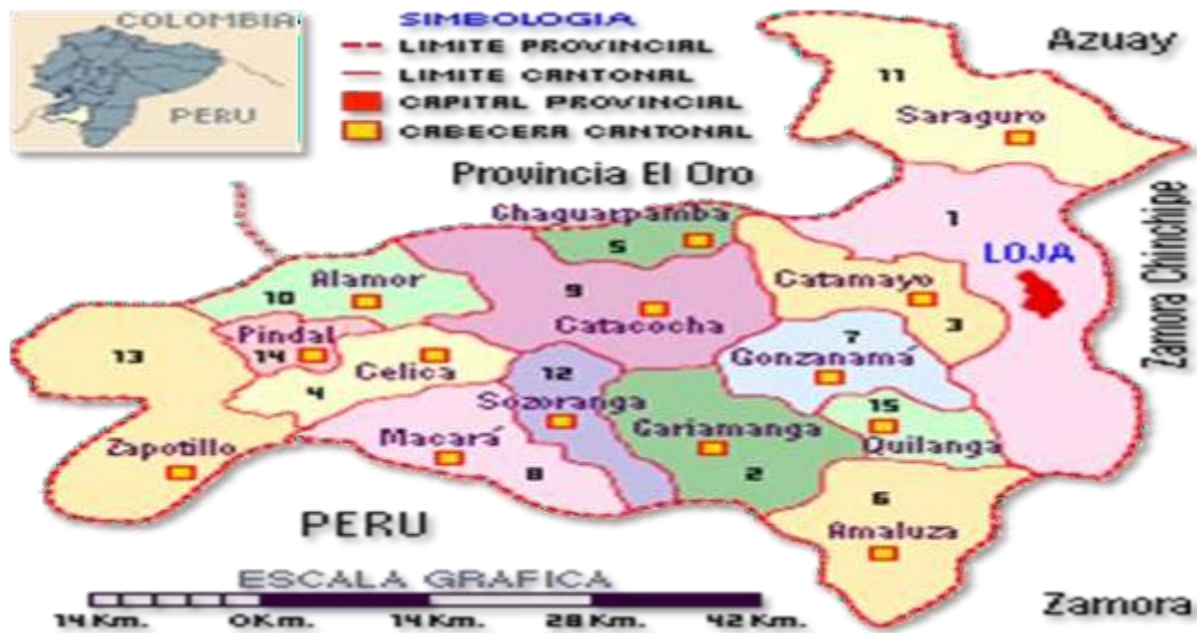 COLOMBIA
PERU
SIMBOLOGIA
LIMITE PROVINCIAL
LIMITE CANTONAL
CAPITAL PROVINCIAL
CABECERA CANTONAL
Azuay
11
Saraguro
Provincia El Oro
Zamora Chinchipe
1
LOJA
Chaguarpamba
5
Alamor
10
9
Catacocha
Catamayo
3
7
Gonzanamá
13
Pindal
14
Celica
4
12
Sozoranga
Cariamanga
2
15
Quilanga
Macará
8
Zapotillo
6
Amaluza
PERU
ESCALA GRAFICA
14 Km. 0Km. 14 Km. 28 Km. 42 Km.
Zamora